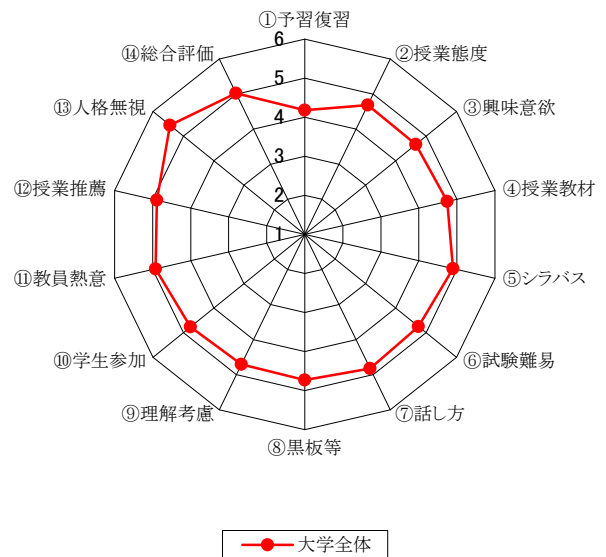 ①予習復習
②授業態度
③興味意欲
④授業教材
⑤シラバス
⑥試験難易
⑦話し方
⑧黒板等
⑨理解考慮
⑩学生参加
⑪教員熱意
⑫授業推薦
⑬人格無視
⑭総合評価
6
5
4
3
2
1
大学全体